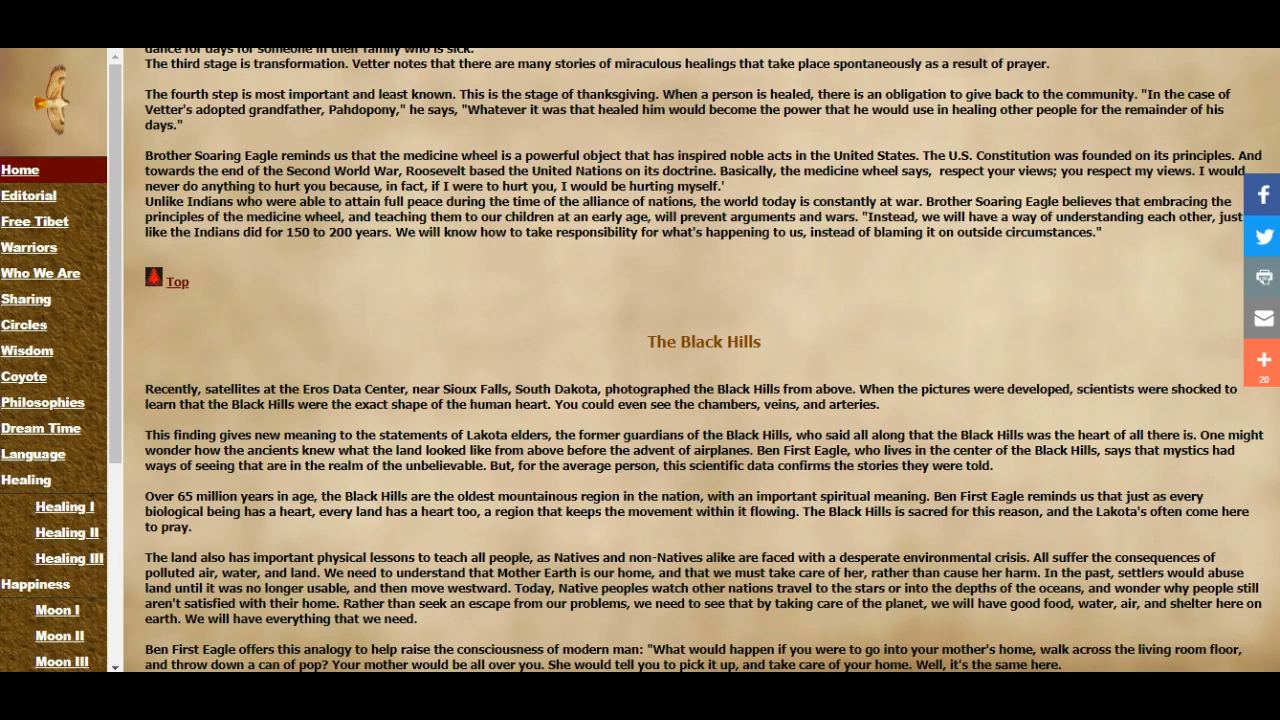 Home
Editorial
Free Tibet
Warriors
Who We Are
Sharing
Circles
Wisdom
Coyote
Philosophies
Dream Time
Language
Healing
Healing I
Healing II
Healing III
Happiness
Moon I
Moon II
Moon III
dance for days for someone in their family who is sick.
The third stage is transformation. Vetter notes that there are many stories of miraculous healings that take place spontaneously as a result of prayer.
The fourth step is most important and least known. This is the stage of thanksgiving. When a person is healed, there is an obligation to give back to the community. "In the case of
Vetter's adopted grandfather, Pahdopony," he says, "Whatever it was that healed him would become the power that he would use in healing other people for the remainder of his
days."
Brother Soaring Eagle reminds us that the medicine wheel is a powerful object that has inspired noble acts in the United States. The U.S. Constitution was founded on its principles. And
towards the end of the Second World War, Roosevelt based the United Nations on its doctrine. Basically, the medicine wheel says, respect your views; you respect my views. I would
never do anything to hurt you because, in fact, if I were to hurt you, I would be hurting myself.'
Unlike Indians who were able to attain full peace during the time of the alliance of nations, the world today is constantly at war. Brother Soaring Eagle believes that embracing the
principles of the medicine wheel, and teaching them to our children at an early age, will prevent arguments and wars. "Instead, we will have a way of understanding each other, just
like the Indians did for 150 to 200 years. We will know how to take responsibility for what's happening to us, instead of blaming it on outside circumstances."
Top
The Black Hills
Recently, satellites at the Eros Data Center, near Sioux Falls, South Dakota, photographed the Black Hills from above. When the pictures were developed, scientists were shocked to
learn that the Black Hills were the exact shape of the human heart. You could even see the chambers, veins, and arteries.
This finding gives new meaning to the statements of Lakota elders, the former guardians of the Black Hills, who said all along that the Black Hills was the heart of all there is. One might
wonder how the ancients knew what the land looked like from above before the advent of airplanes. Ben First Eagle, who lives in the center of the Black Hills, says that mystics had
ways of seeing that are in the realm of the unbelievable. But, for the average person, this scientific data confirms the stories they were told.
Over 65 million years in age, the Black Hills are the oldest mountainous region in the nation, with an important spiritual meaning. Ben First Eagle reminds us that just as every
biological being has a heart, every land has a heart too, a region that keeps the movement within it flowing. The Black Hills is sacred for this reason, and the Lakota's often come here
to pray.
The land also has important physical lessons to teach all people, as Natives and non-Natives alike are faced with a desperate environmental crisis. All suffer the consequences of
polluted air, water, and land. We need to understand that Mother Earth is our home, and that we must take care of her, rather than cause her harm. In the past, settlers would abuse
land until it was no longer usable, and then move westward. Today, Native peoples watch other nations travel to the stars or into the depths of the oceans, and wonder why people still
aren't satisfied with their home. Rather than seek an escape from our problems, we need to see that by taking care of the planet, we will have good food, water, air, and shelter here on
earth. We will have everything that we need.
Ben First Eagle offers this analogy to help raise the consciousness of modern man: "What would happen if you were to go into your mother's home, walk across the living room floor,
and throw down a can of pop? Your mother would be all over you. She would tell you to pick it up, and take care of your home. Well, it's the same here.
20